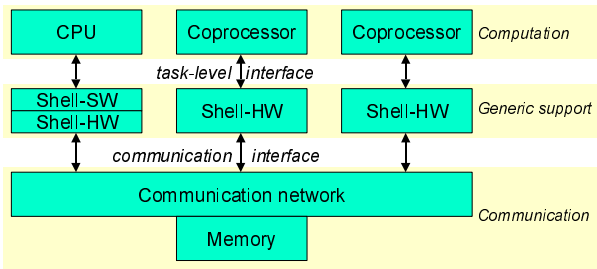 CPU
Coprocessor
Coprocessor
Computation
task-level interface
Shell-SW
Shell-HW
Shell-HW
Shell-HW
Generic support
communication interface
Communication network
Memory
Communication